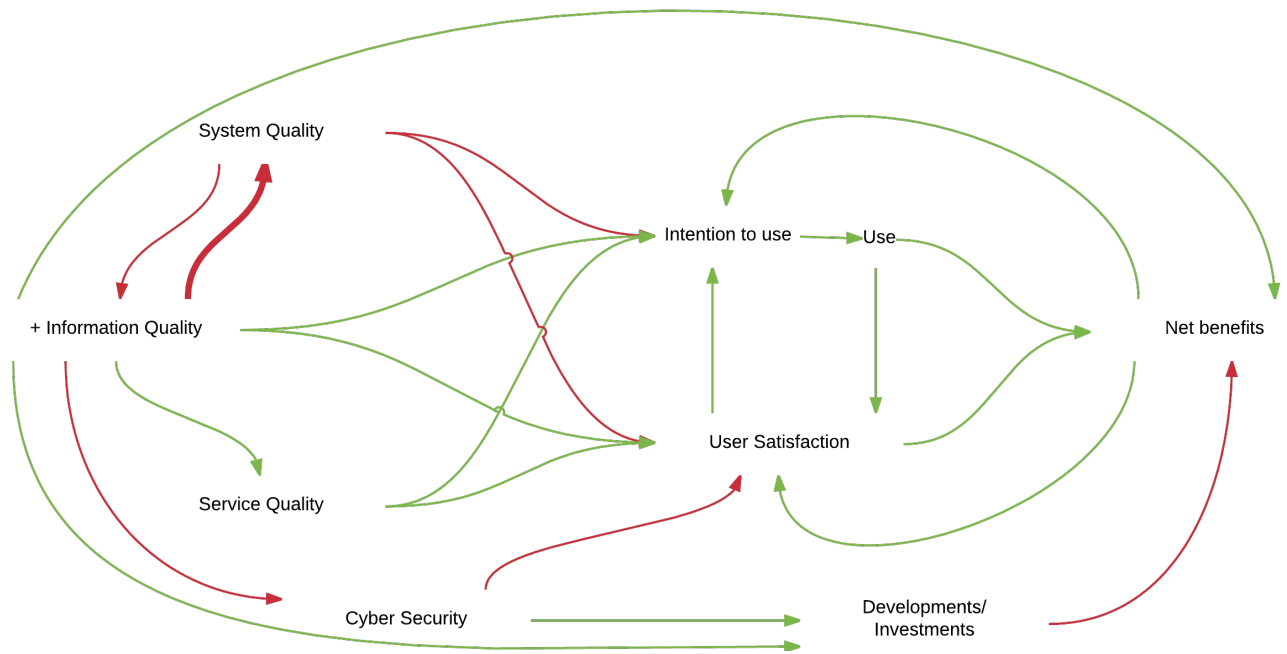 System Quality
Intention to use
Use
+ Information Quality
Net benefits
User Satisfaction
Service Quality
Cyber Security
Developments/
Investments